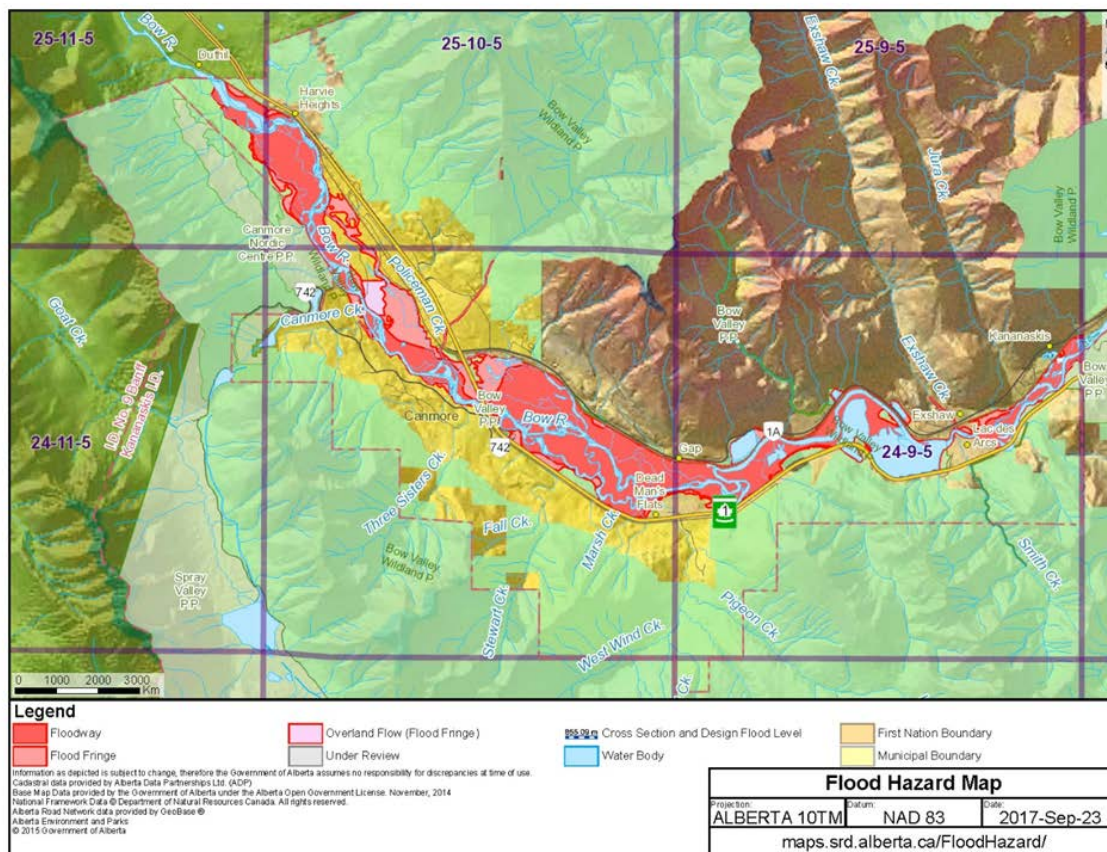 25-11-5
Bow R.
25-10-5
Exshaw Ck.
25-9-5
Duthil
Harvie
Heights
Bow Valley
Wildland P.
Jura Ck.
Bow Valley
Wildland P.
Canmore
Nordic
Centre P.P.
Bow R.
Policeman Ck.
742
Canmore Ck.
Goat Ck.
Bow
Valley
P.P.
Kananaskis
Exshaw Ck.
Bow
Valley
P.P.
I.D. No. 9 Banff
Kananaskis I.D.
24-11-5
Canmore
Bow
Valley
P.P.
Bow R.
742
Gap
1A
Bow Valley
Exshaw
24-9-5
Lac des
Arcs
Dead
Man's
Flats
1
Three Sisters Ck.
Fall Ck.
Marsh Ck.
Smith Ck.
Bow Valley
Wildland P.
Spray
Valley
P.P.
Stewart Ck.
West Wind Ck.
Pigeon Ck.
Ck.
0 1000 2000 3000
Km
Legend
Floodway
Flood Fringe
Overland Flow (Flood Fringe)
Under Review
Cross Section and Design Flood Level
Water Body
First Nation Boundary
Municipal Boundary
Information as depicted is subject to change, therefore the Government of Alberta assumes no responsibility for discrepancies at time of use.
Cadastral data provided by Alberta Data Partnerships Ltd. (ADP)
Base Map Data provided by the Government of Alberta under the Alberta Open Government License. November, 2014
National Framework Data © Department of Natural Resources Canada. All rights reserved.
Alberta Road Network data provided by GeoBase ®
Alberta Environment and Parks
© 2015 Government of Alberta
Flood Hazard Map
Projection: Datum: Date:
ALBERTA 10TM NAD 83 2017-Sep-23
maps.srd.alberta.ca/FloodHazard/